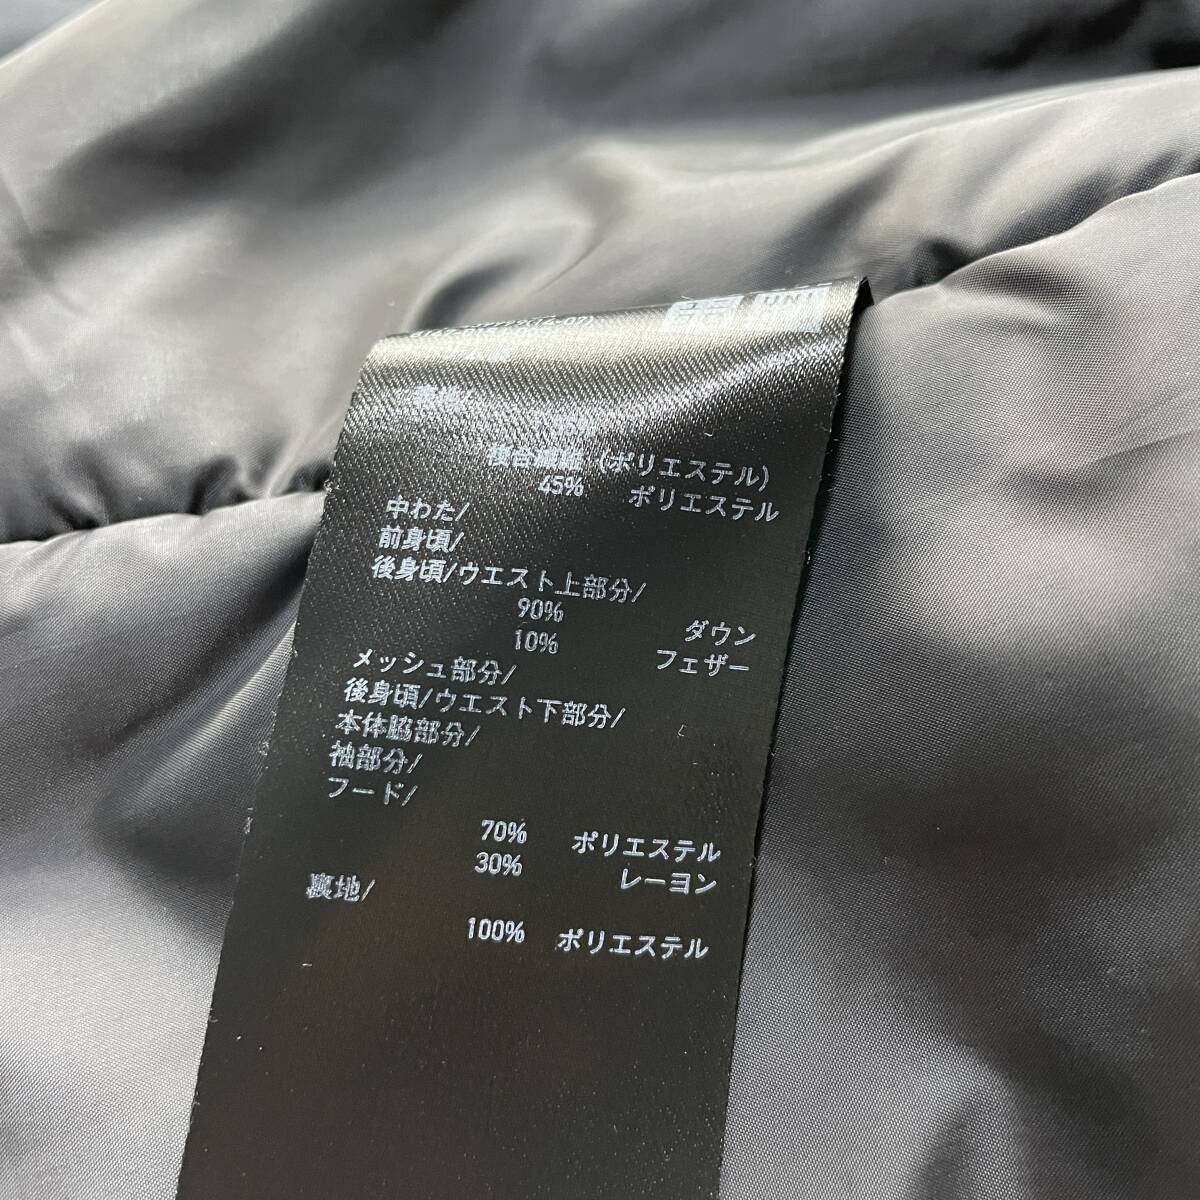 UNI
表地/
複合繊維(ポリエステル)
45% ポリエステル
中わた/
前身頃/
後身頃/ウエスト上部分/
90% ダウン
10% フェザー
メッシュ部分/
後身頃/ウエスト下部分/
本体脇部分/
袖部分/
フード/
70% ポリエステル
30% レーヨン
裏地/
100% ポリエステル